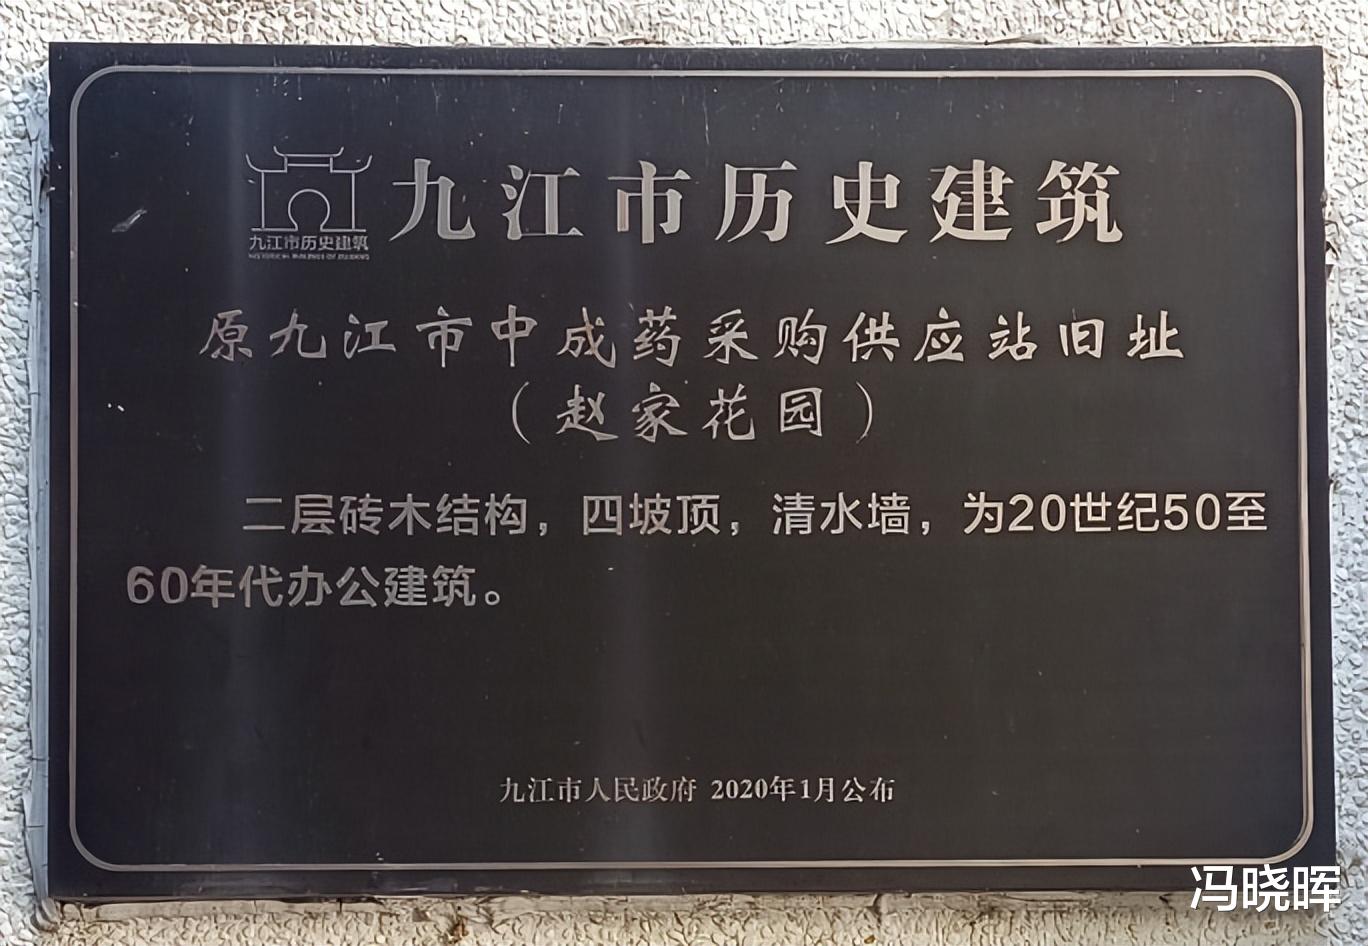 九江市历史建筑
九江市历史建筑
原九江市中成药采购供应站旧址
（赵家花园）
二层砖木结构，四坡顶，清水墙，为20世纪50至
60年代办公建筑。
九江市人民政府 2020年1月公布
冯晓晖